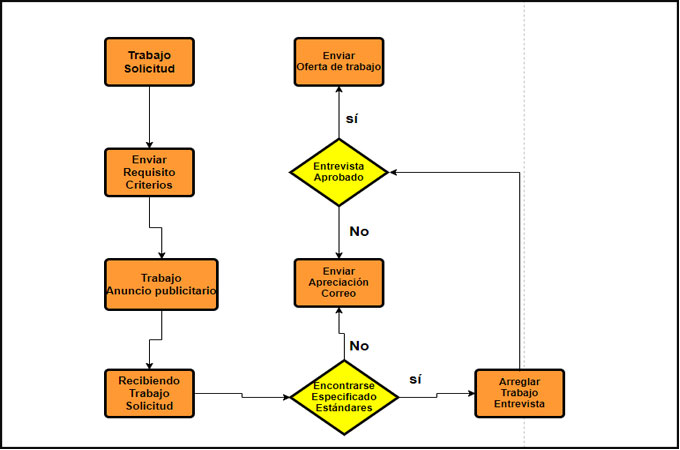 Trabajo
Solicitud
Enviar
Requisito
Criterios
Trabajo
Anuncio publicitario
Recibiendo
Trabajo
Solicitud
Encontrarse
Especificado
Estándares
No
sí
Enviar
Apreciación
Correo
Arreglar
Trabajo
Entrevista
Entrevista
Aprobado
No
sí
Enviar
Oferta de trabajo